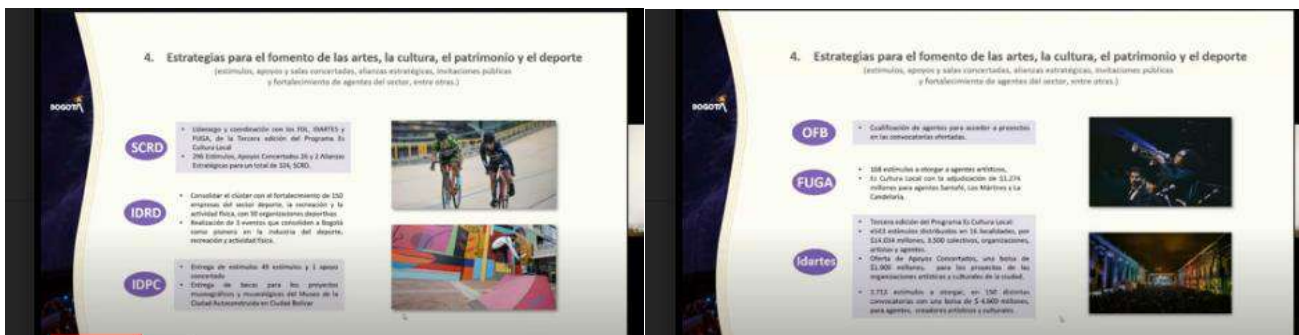 4. Estrategias para el fomento de las artes, la cultura, el patrimonio y el deporte
(estímulos, apoyos y salas concertadas, alianzas estratégicas, invitaciones públicas
y fortalecimiento de agentes del sector, entre otras.)
BOGOTÁ
SCRD
• Liderazgo y coordinación con los FDL, IDARTES y
FUGA, de la Tercera edición del Programa Es
Cultura Local
• 296 Estímulos, Apoyos Concertados 26 y 2 Alianzas
Estratégicas para un total de 324, SCRD.
IDRD
• Consolidar el clúster con el fortalecimiento de 150
empresas del sector deporte, la recreación y la
actividad física, con 50 organizaciones deportivas
• Realización de 3 eventos que consoliden a Bogotá
como pionera en la industria del deporte,
recreación y actividad física.
IDPC
• Entrega de estímulos 49 estímulos y 1 apoyo
concertado
• Entrega de becas para los proyectos
museográficos y museológicos del Museo de la
Ciudad Autoconstruida en Ciudad Bolívar
4. Estrategias para el fomento de las artes, la cultura, el patrimonio y el deporte
(estímulos, apoyos y salas concertadas, alianzas estratégicas, invitaciones públicas
y fortalecimiento de agentes del sector, entre otras.)
BOGOTÁ
OFB
• Cualificación de agentes para acceder a proyectos
en las convocatorias ofertadas.
FUGA
• 168 estímulos a otorgar a agentes artísticos,
• Es Cultura Local con la adjudicación de $1.274
millones para agentes Santafé, Los Mártires y La
Candelaria.
Idartes
• Tercera edición del Programa Es Cultura Local:
• estímulos distribuidos en 16 localidades, por
$14.034 millones, 3.500 colectivos, organizaciones,
artistas y agentes.
• Oferta de Apoyos Concertados, una bolsa de
millones, para los proyectos de las
organizaciones artísticas y culturales de la ciudad.
• estímulos a otorgar, en 150 distintas
convocatorias con una bolsa de millones,
para agentes, creadores artísticos y culturales.